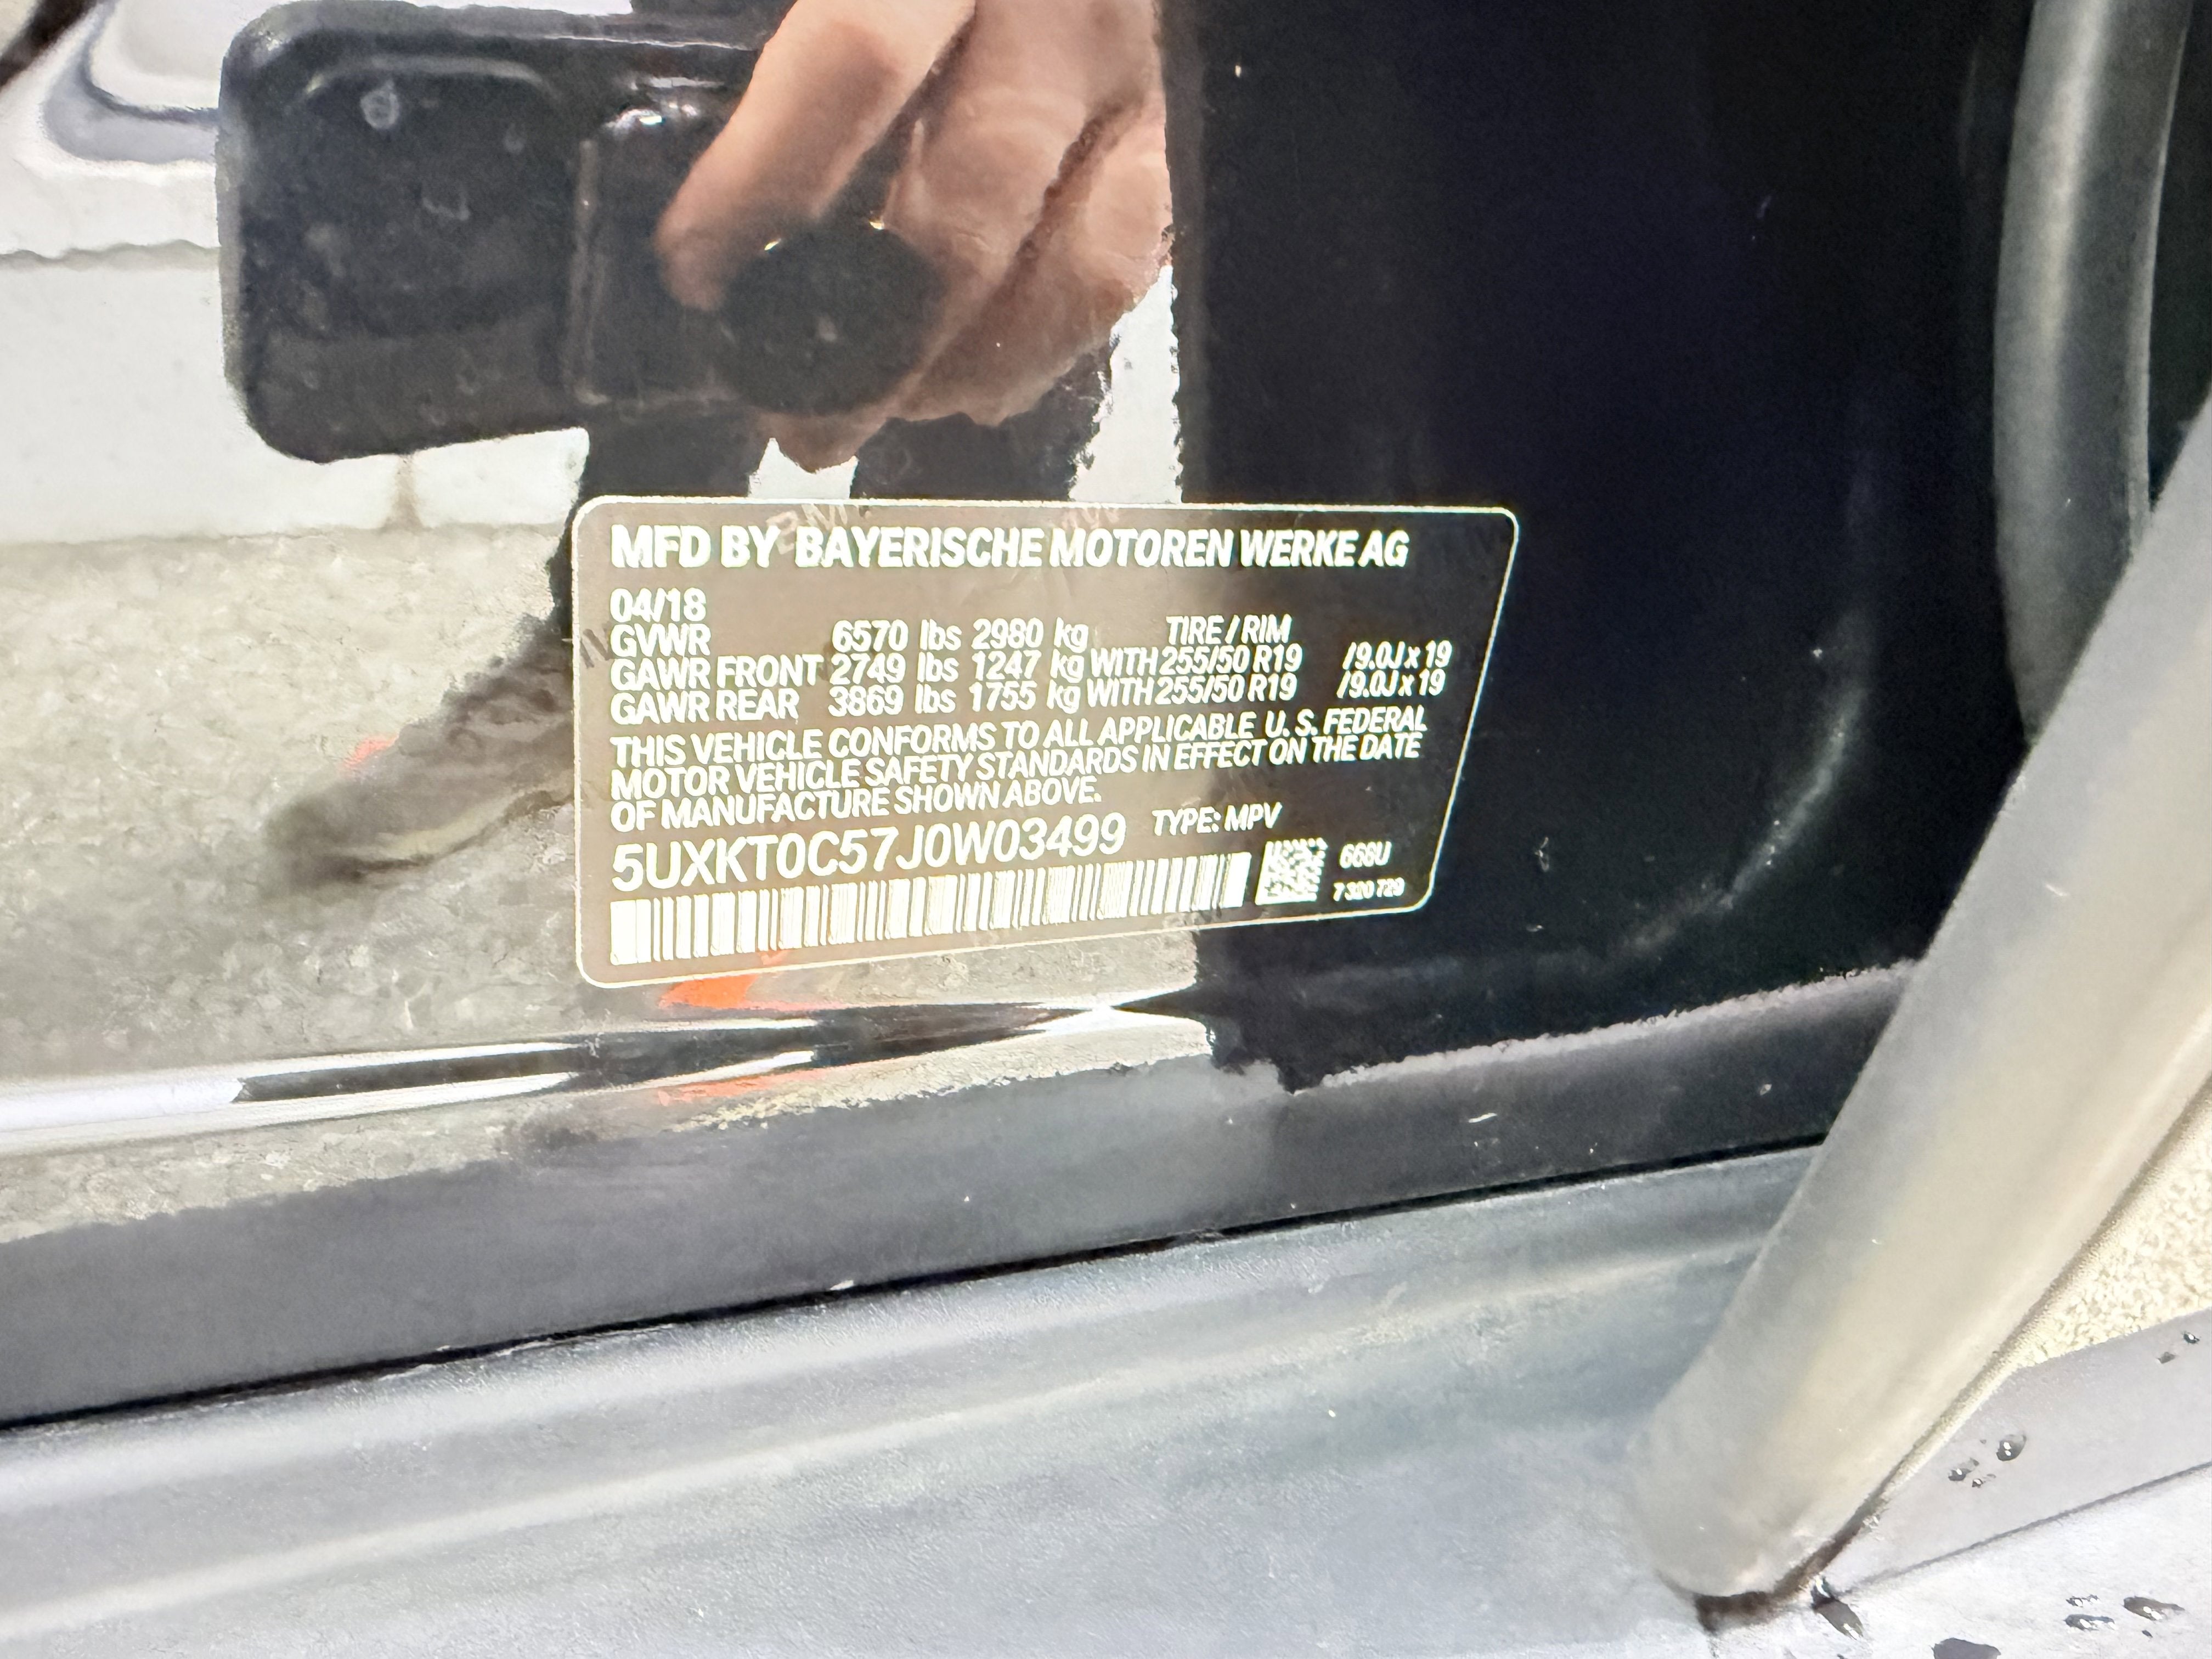 MFD BY BAYERISCHE MOTOREN WERKE AG
04/18
GVWR 6570 lbs 2980 kg TIRE / RIM
GAWR FRONT 2749 lbs 1247 kg WITH 255/50 R19 /9.0J x 19
GAWR REAR 3869 lbs 1755 kg WITH 255/50 R19 /9.0J x 19
THIS VEHICLE CONFORMS TO ALL APPLICABLE U. S. FEDERAL
MOTOR VEHICLE SAFETY STANDARDS IN EFFECT ON THE DATE
OF MANUFACTURE SHOWN ABOVE.
5UXKT0C57J0W03499 TYPE: MPV
668U